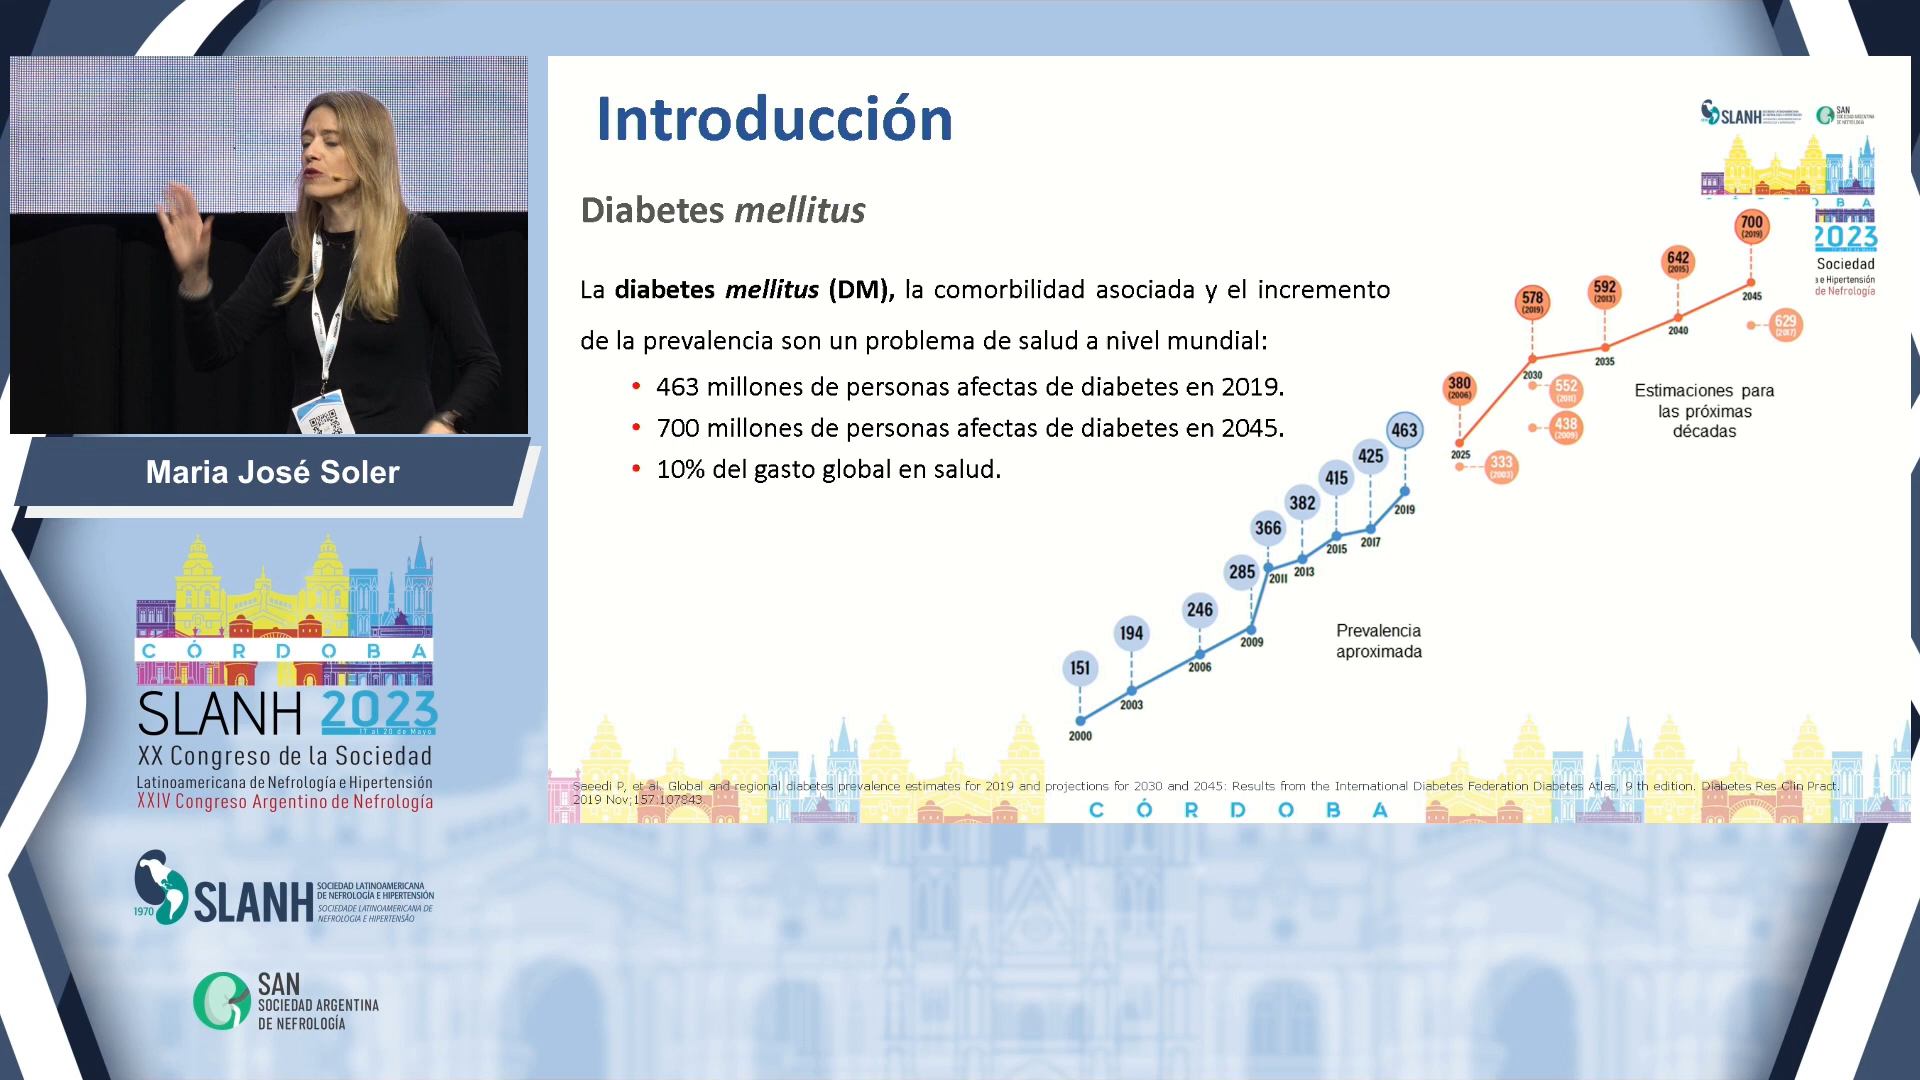 Introducción
Diabetes mellitus
La diabetes mellitus (DM), la comorbilidad asociada y el incremento
de la prevalencia son un problema de salud a nivel mundial:
• 463 millones de personas afectas de diabetes en 2019.
• 700 millones de personas afectas de diabetes en 2045.
• 10% del gasto global en salud.
151
2000
194
2003
246
2006
285
2009
366
2011
382
2013
415
2015
425
2017
463
2019
Prevalencia
aproximada
380
(2006)
2025
333
(2003)
578
(2019)
2030
552
(2011)
438
(2009)
592
(2013)
2035
642
(2015)
2040
700
(2019)
2045
629
(2017)
Estimaciones para
las próximas
décadas
SLANH
SAN
SOCIEDAD ARGENTINA
DE NEFROLOGÍA
O B A
2023
Sociedad
e Hipertensión
de Nefrología
Saeedi P, et al. Global and regional diabetes prevalence estimates for 2019 and projections for 2030 and 2045: Results from the International Diabetes Federation Diabetes Atlas, 9 th edition. Diabetes Res Clin Pract.
2019 Nov;157:107843
CÓRDOBA
Maria José Soler
CÓRDOBA
SLANH 2023
17 al 20 de Mayo
XX Congreso de la Sociedad
Latinoamericana de Nefrología e Hipertensión
XXIV Congreso Argentino de Nefrología
1970
SLANH
SOCIEDAD LATINOAMERICANA
DE NEFROLOGÍA E HIPERTENSIÓN
SOCIEDADE LATINOAMERICANA DE
NEFROLOGIA E HIPERTENSÃO
SAN
SOCIEDAD ARGENTINA
DE NEFROLOGÍA